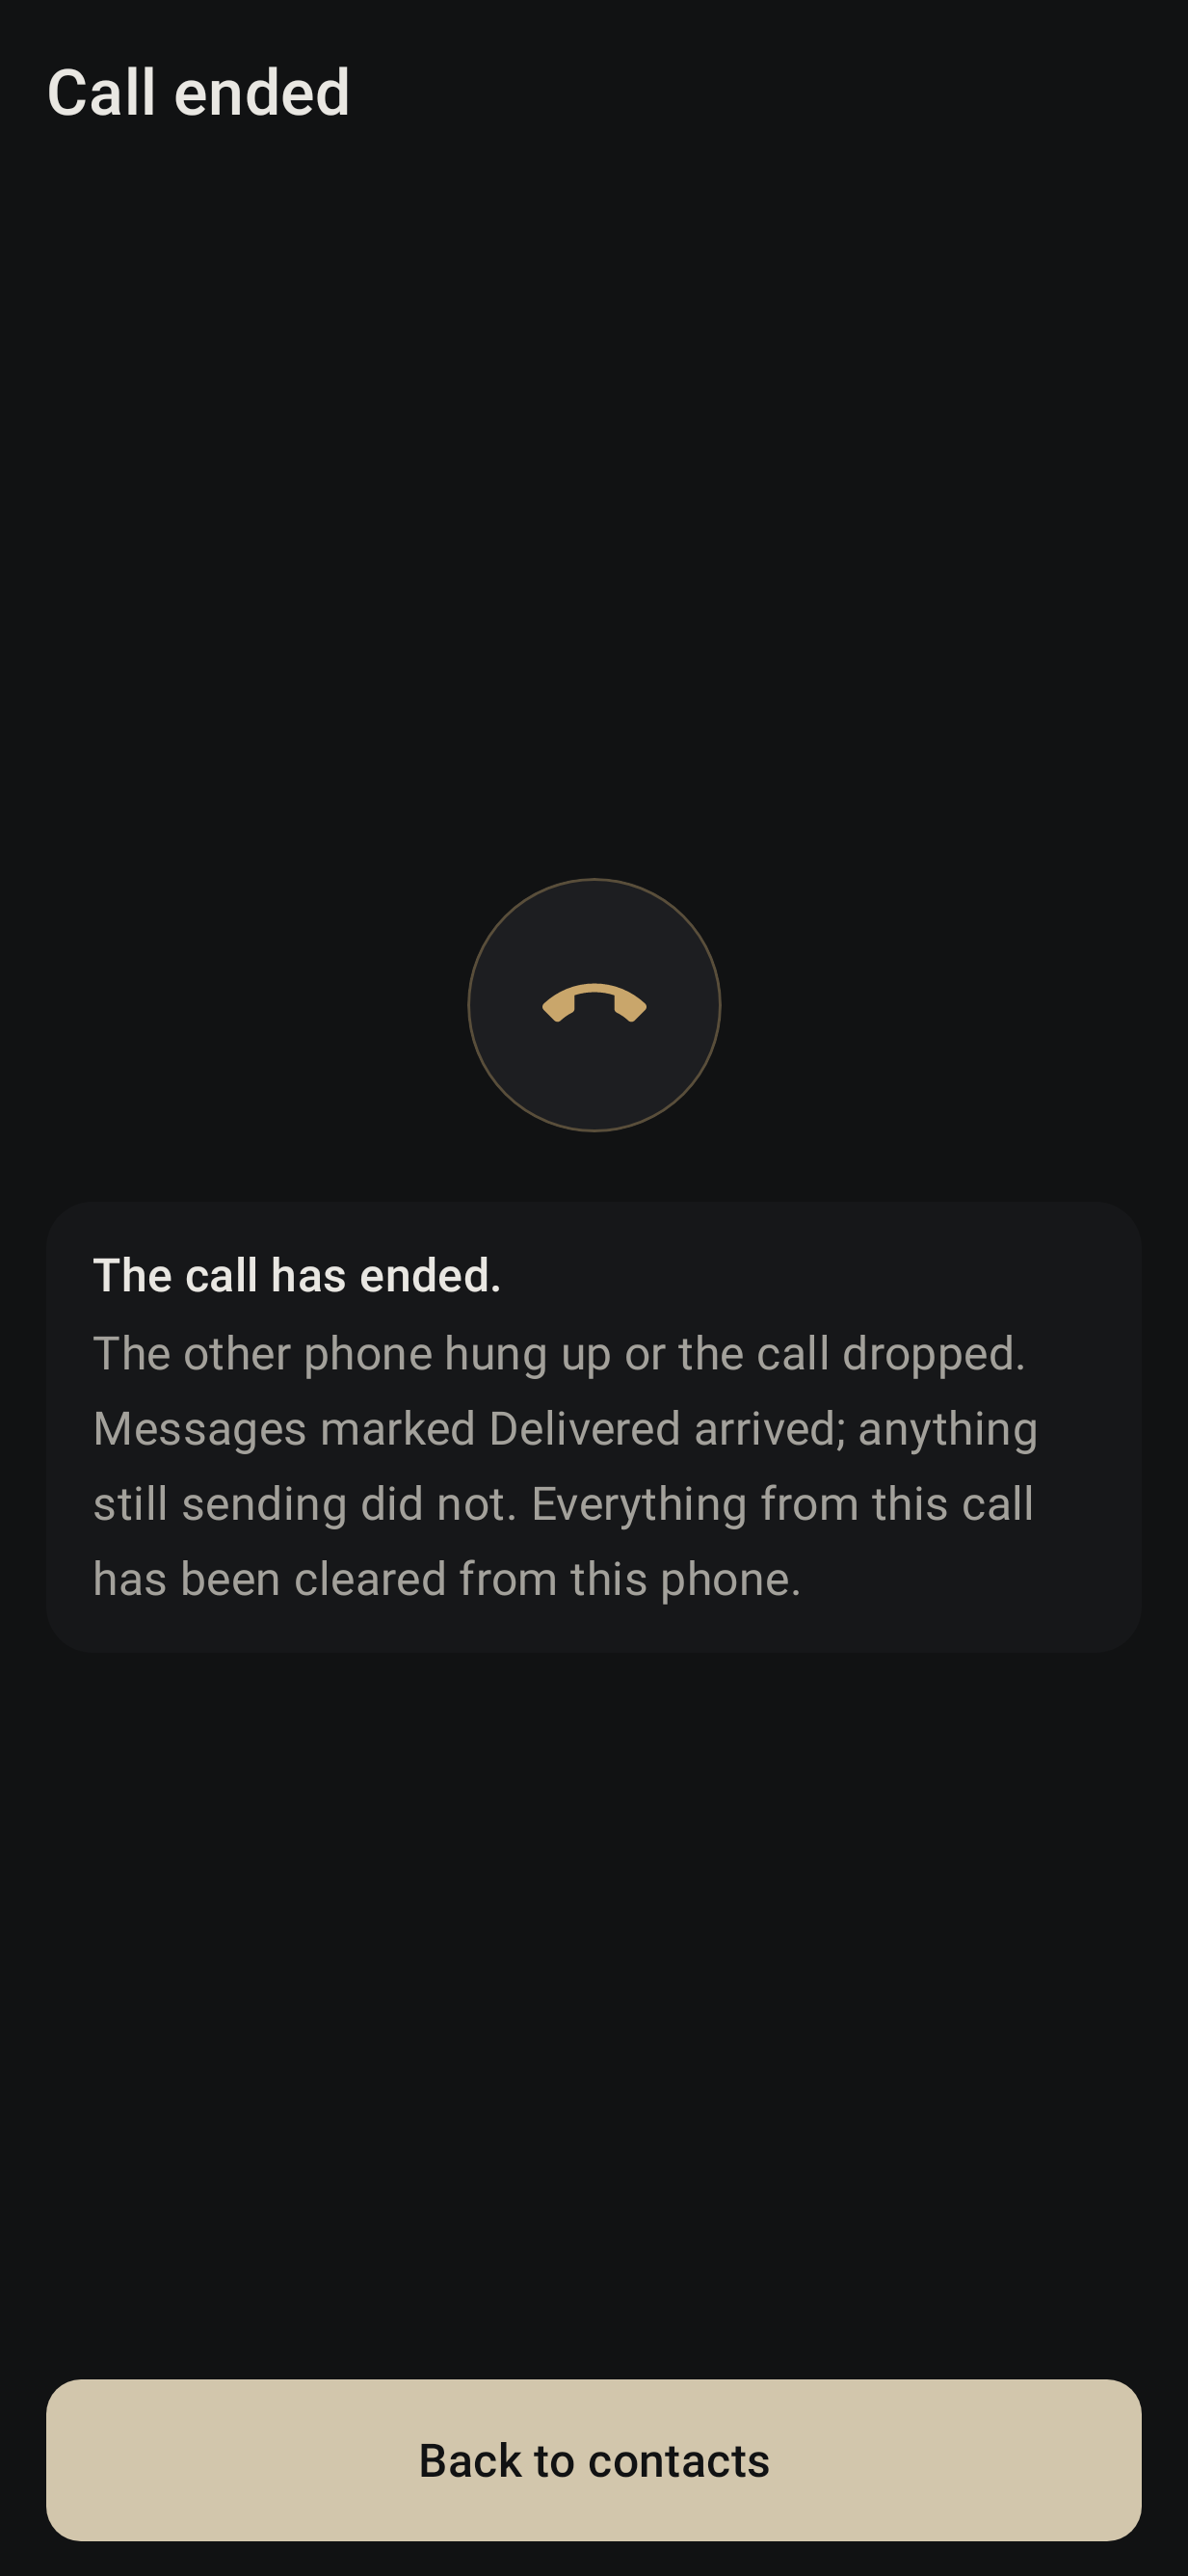 Call ended
The call has ended.
The other phone hung up or the call dropped.
Messages marked Delivered arrived; anything
still sending did not. Everything from this call
has been cleared from this phone.
Back to contacts